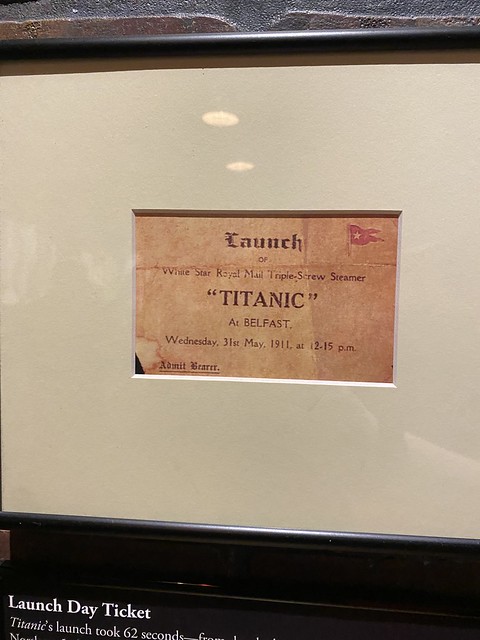 Launch
OF
White Star Royal Mail Triple-Screw Steamer
“TITANIC”
At BELFAST,
Wednesday, 31st May, 1911, at 12-15 p.m.
Admit Bearer.
Launch Day Ticket
Titanic's launch took 62 seconds—from